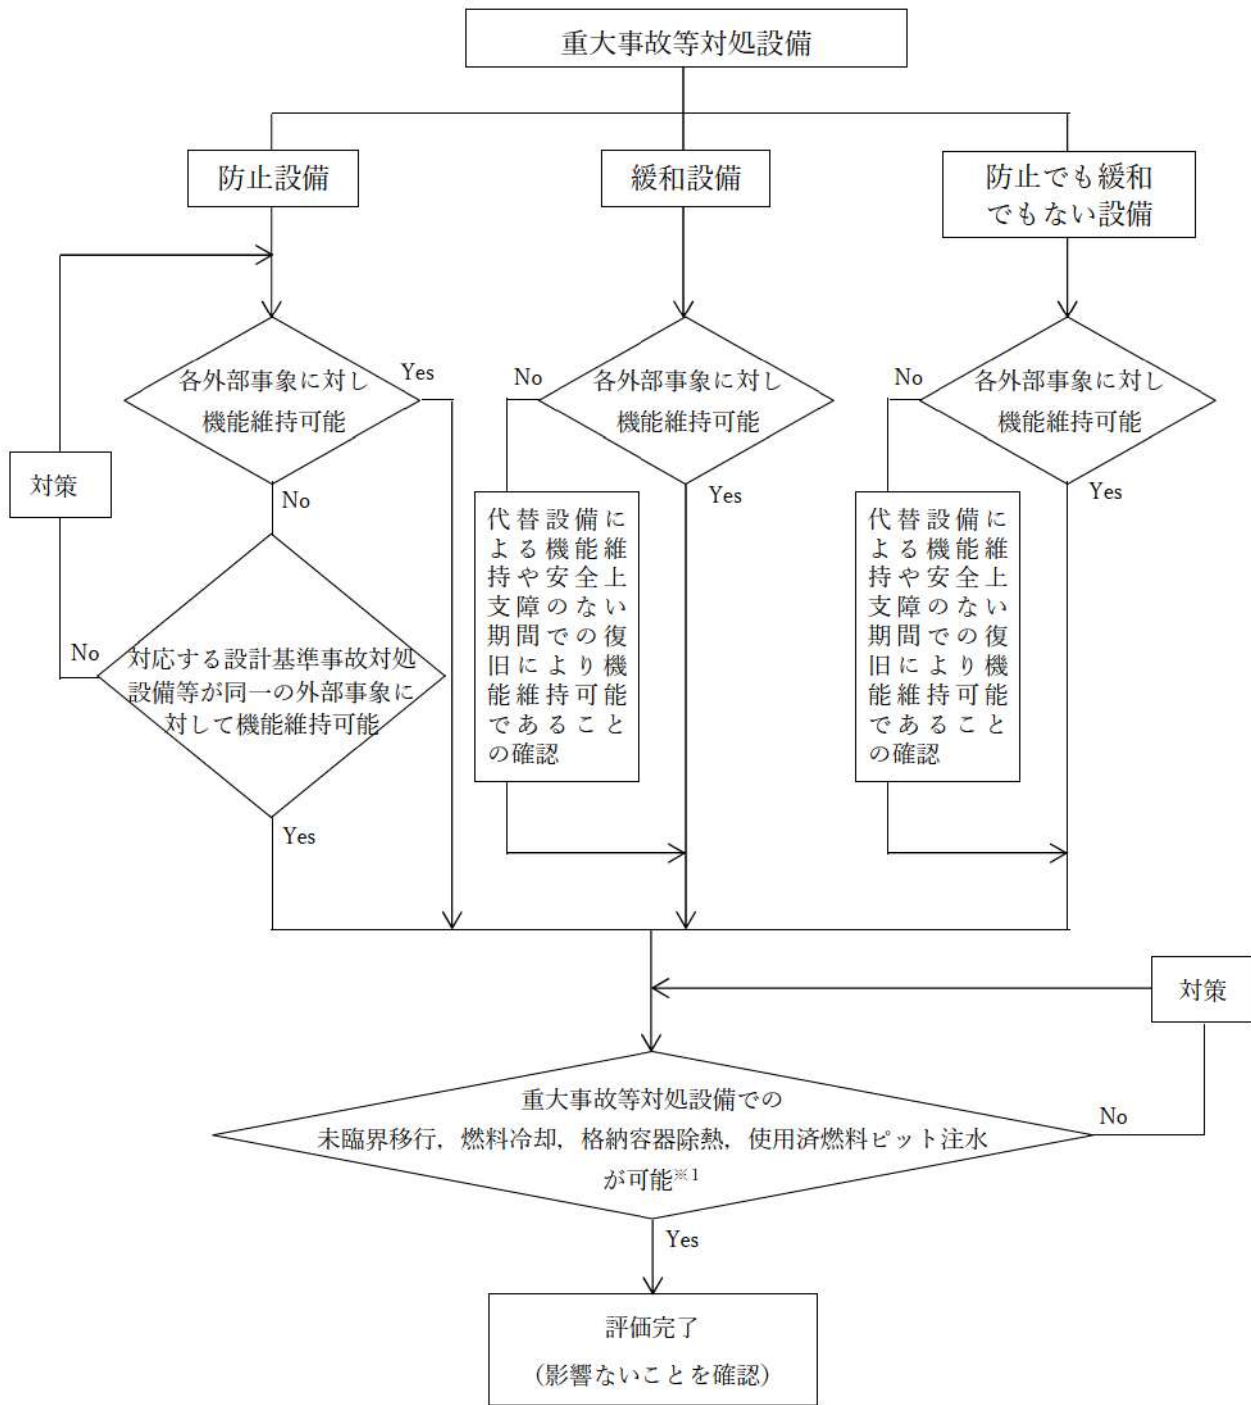 重大事故等対処設備
防止設備
緩和設備
防止でも緩和
でもない設備
各外部事象に対し
機能維持可能
Yes
No
対策
対応する設計基準事故対処
設備等が同一の外部事象に
対して機能維持可能
No
Yes
各外部事象に対し
機能維持可能
No
Yes
代替設備に
よる機能維
持や安全上
支障のない
期間での復
旧により機
能維持可能
であること
の確認
各外部事象に対し
機能維持可能
No
Yes
代替設備に
よる機能維
持や安全上
支障のない
期間での復
旧により機
能維持可能
であること
の確認
対策
重大事故等対処設備での
未臨界移行，燃料冷却，格納容器除熱，使用済燃料ピット注水
が可能※1
No
Yes
評価完了
（影響ないことを確認）